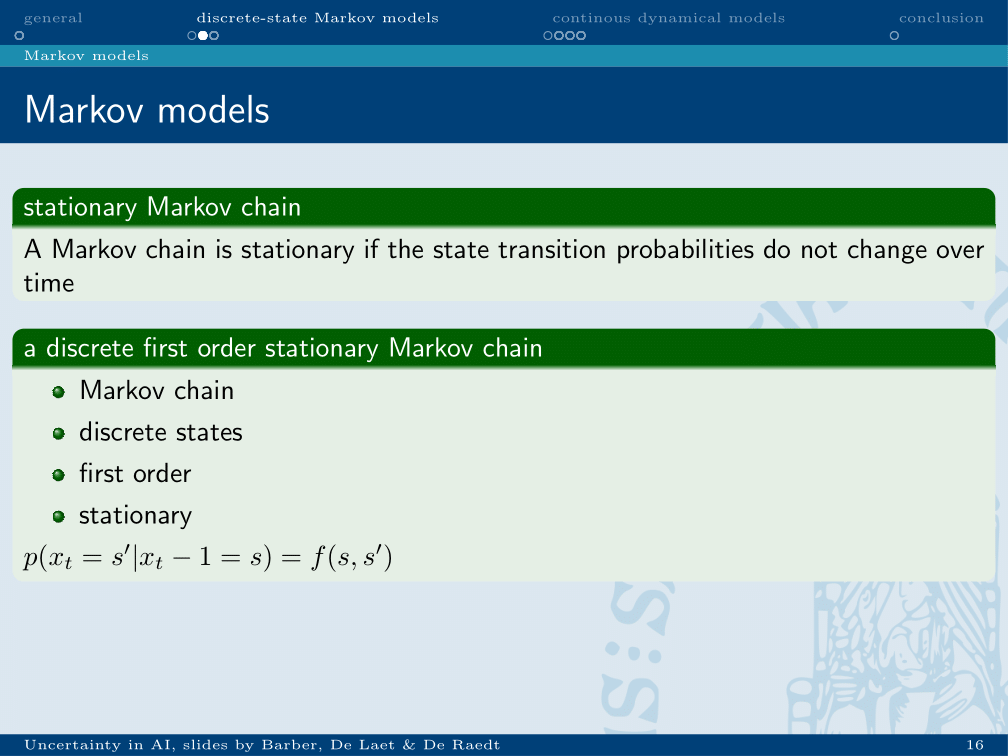 general discrete-state Markov models continous dynamical models conclusion
Markov models
Markov models
stationary Markov chain
A Markov chain is stationary if the state transition probabilities do not change over
time
a discrete first order stationary Markov chain
Markov chain
discrete states
first order
stationary
p(xₜ = s′|xₜ − 1 = s) = f(s, s′)
Uncertainty in AI, slides by Barber, De Laet & De Raedt 16